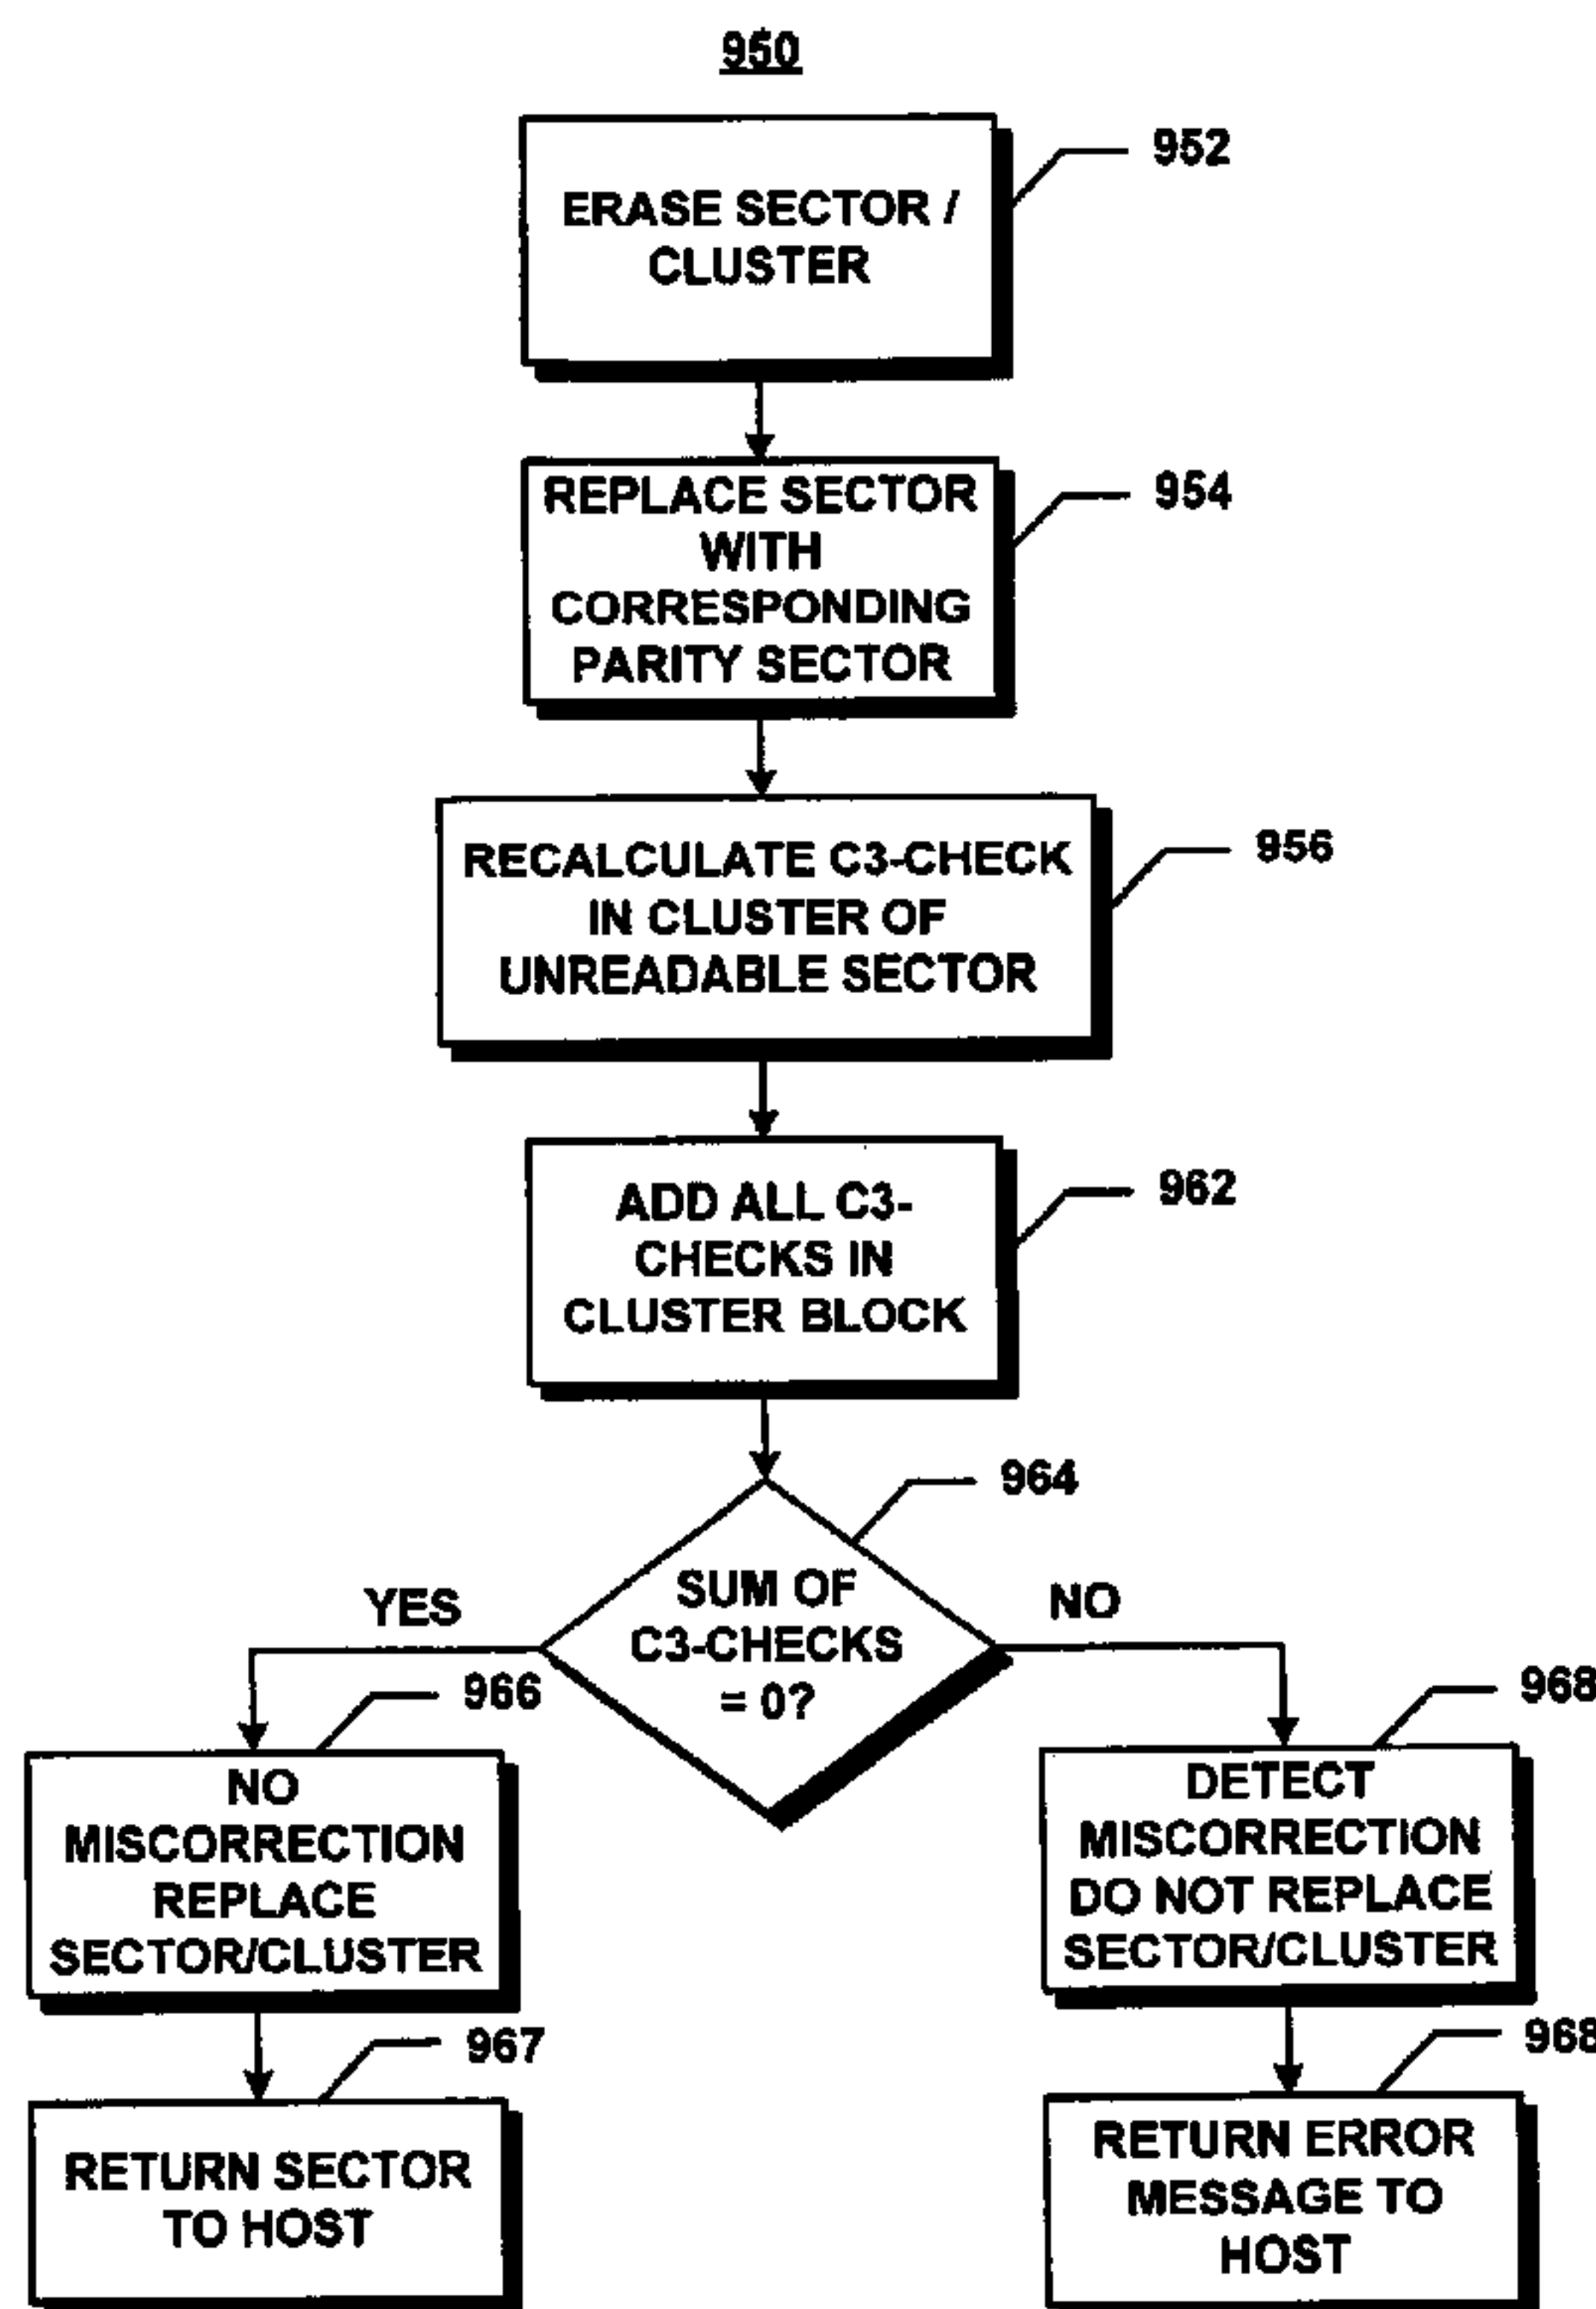 950
952
ERASE SECTOR /
CLUSTER
954
REPLACE SECTOR
WITH
CORRESPONDING
PARITY SECTOR
956
RECALCULATE C3-CHECK
IN CLUSTER OF
UNREADABLE SECTOR
962
ADD ALL C3-
CHECKS IN
CLUSTER BLOCK
964
SUM OF
C3-CHECKS
= 0?
YES
NO
966
NO
MISCORRECTION
REPLACE
SECTOR/CLUSTER
968
DETECT
MISCORRECTION
DO NOT REPLACE
SECTOR/CLUSTER
967
RETURN SECTOR
TO HOST
968
RETURN ERROR
MESSAGE TO
HOST